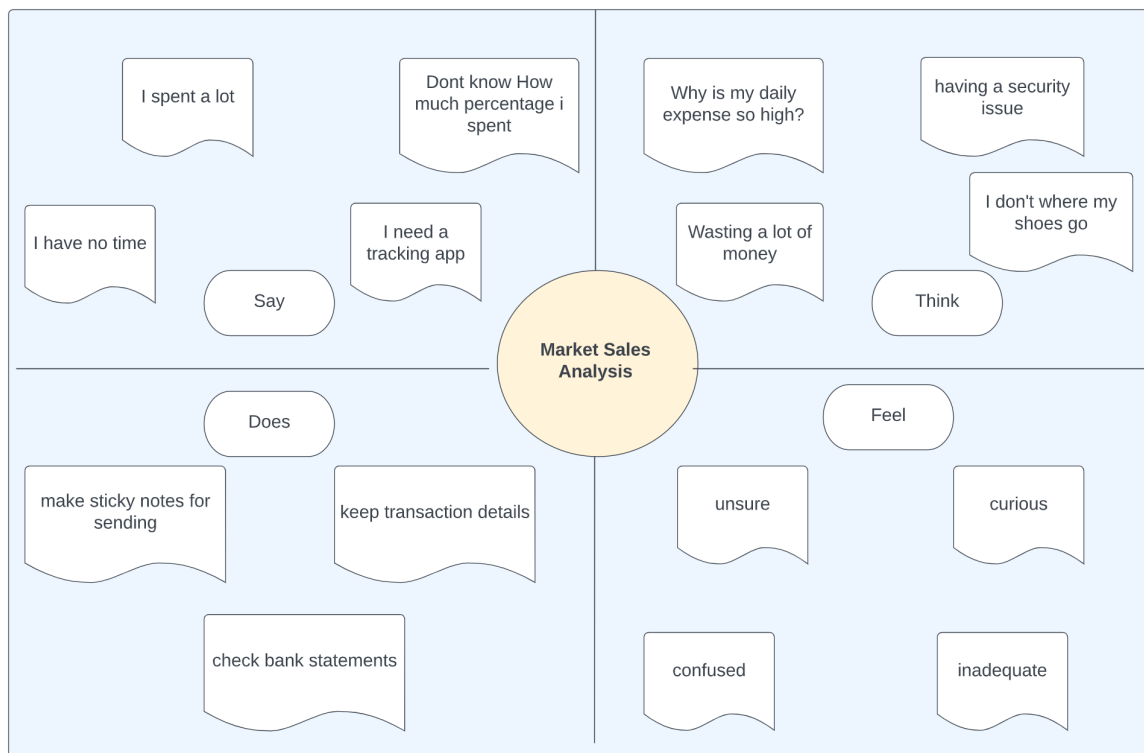 I spent a lot
Dont know How
much percentage i
spent
I have no time
I need a
tracking app
Say
Why is my daily
expense so high?
having a security
issue
Wasting a lot of
money
I don't where my
shoes go
Think
Market Sales
Analysis
Does
make sticky notes for
sending
keep transaction details
check bank statements
Feel
unsure
curious
confused
inadequate